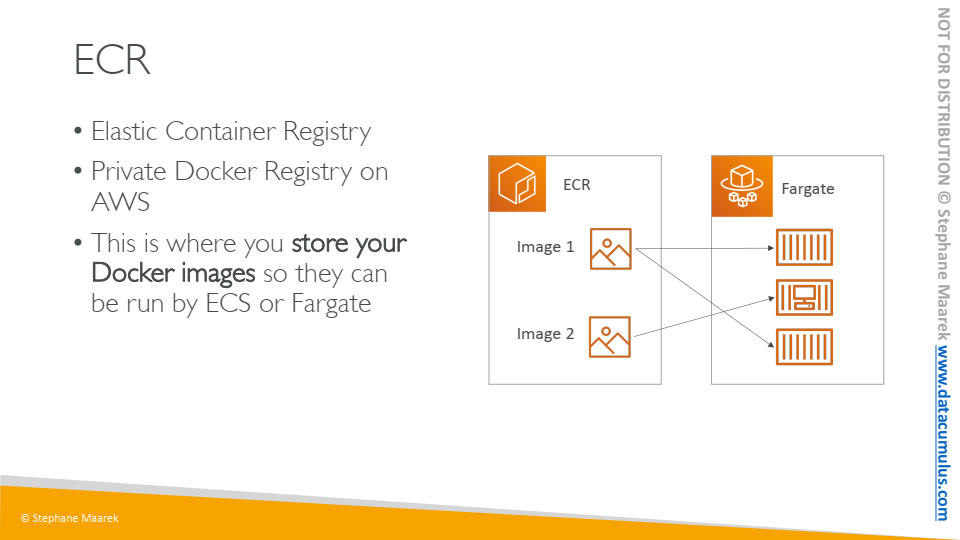 ECR
• Elastic Container Registry
• Private Docker Registry on
AWS
• This is where you store your
Docker images so they can
be run by ECS or Fargate
ECR
Image 1
Image 2
Fargate
© Stephane Maarek
NOT FOR DISTRIBUTION © Stephane Maarek www.datacumulus.com